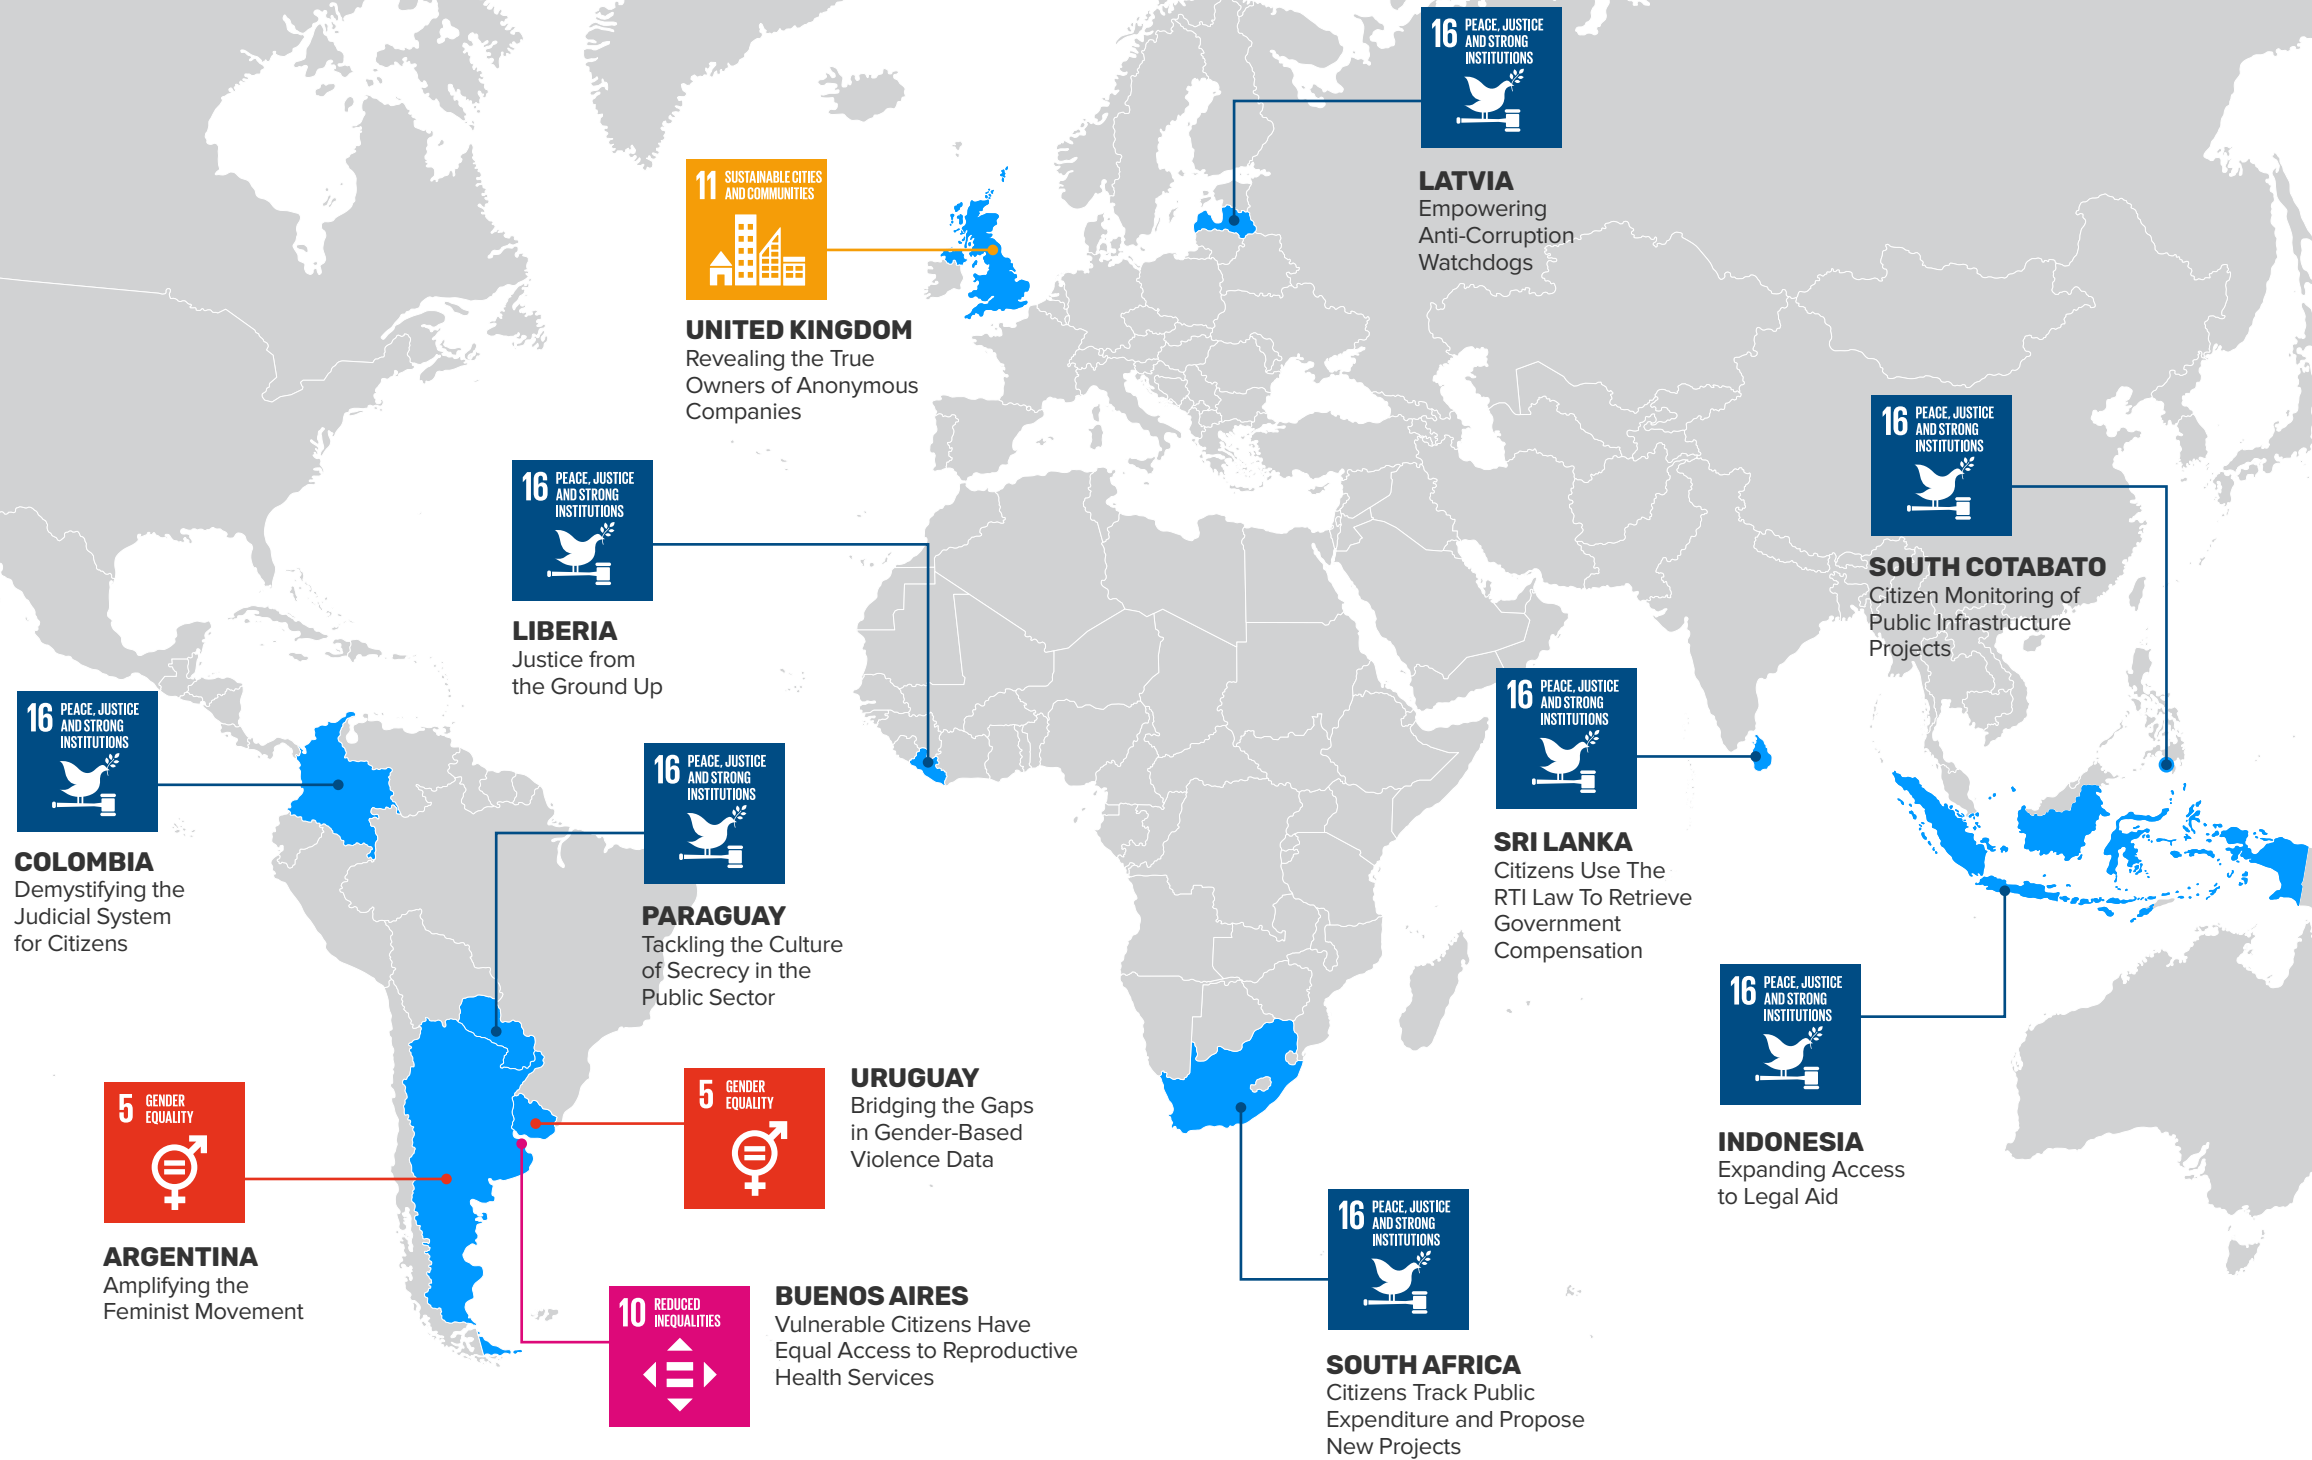 16 PEACE, JUSTICE
AND STRONG
INSTITUTIONS
LATVIA
Empowering
Anti-Corruption
Watchdogs
11 SUSTAINABLE CITIES
AND COMMUNITIES
UNITED KINGDOM
Revealing the True
Owners of Anonymous
Companies
16 PEACE, JUSTICE
AND STRONG
INSTITUTIONS
SOUTH COTABATO
Citizen Monitoring of
Public Infrastructure
Projects
16 PEACE, JUSTICE
AND STRONG
INSTITUTIONS
LIBERIA
Justice from
the Ground Up
16 PEACE, JUSTICE
AND STRONG
INSTITUTIONS
COLOMBIA
Demystifying the
Judicial System
for Citizens
16 PEACE, JUSTICE
AND STRONG
INSTITUTIONS
PARAGUAY
Tackling the Culture
of Secrecy in the
Public Sector
16 PEACE, JUSTICE
AND STRONG
INSTITUTIONS
SRI LANKA
Citizens Use The
RTI Law To Retrieve
Government
Compensation
16 PEACE, JUSTICE
AND STRONG
INSTITUTIONS
INDONESIA
Expanding Access
to Legal Aid
5 GENDER
EQUALITY
ARGENTINA
Amplifying the
Feminist Movement
5 GENDER
EQUALITY
URUGUAY
Bridging the Gaps
in Gender-Based
Violence Data
10 REDUCED
INEQUALITIES
BUENOS AIRES
Vulnerable Citizens Have
Equal Access to Reproductive
Health Services
16 PEACE, JUSTICE
AND STRONG
INSTITUTIONS
SOUTH AFRICA
Citizens Track Public
Expenditure and Propose
New Projects